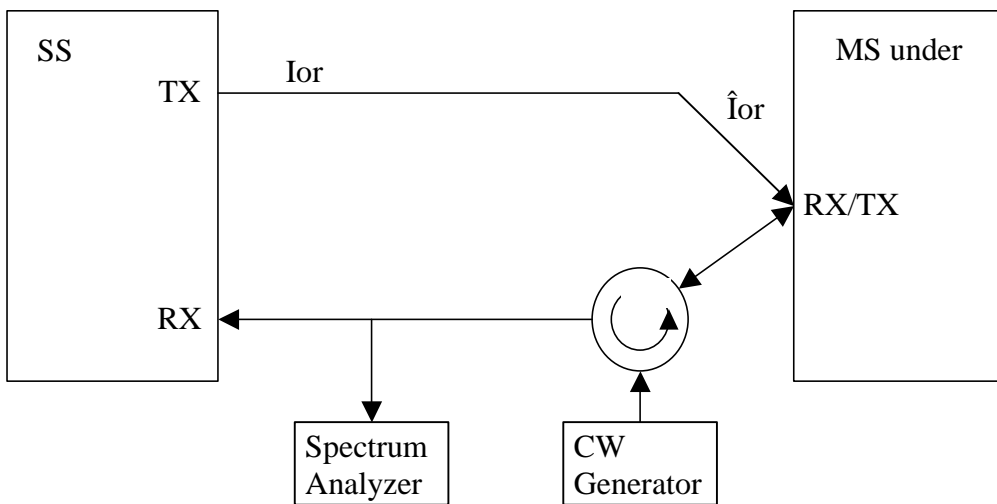 SS
MS under
Ior
TX
Îor
RX/TX
RX
Spectrum
Analyzer
CW
Generator